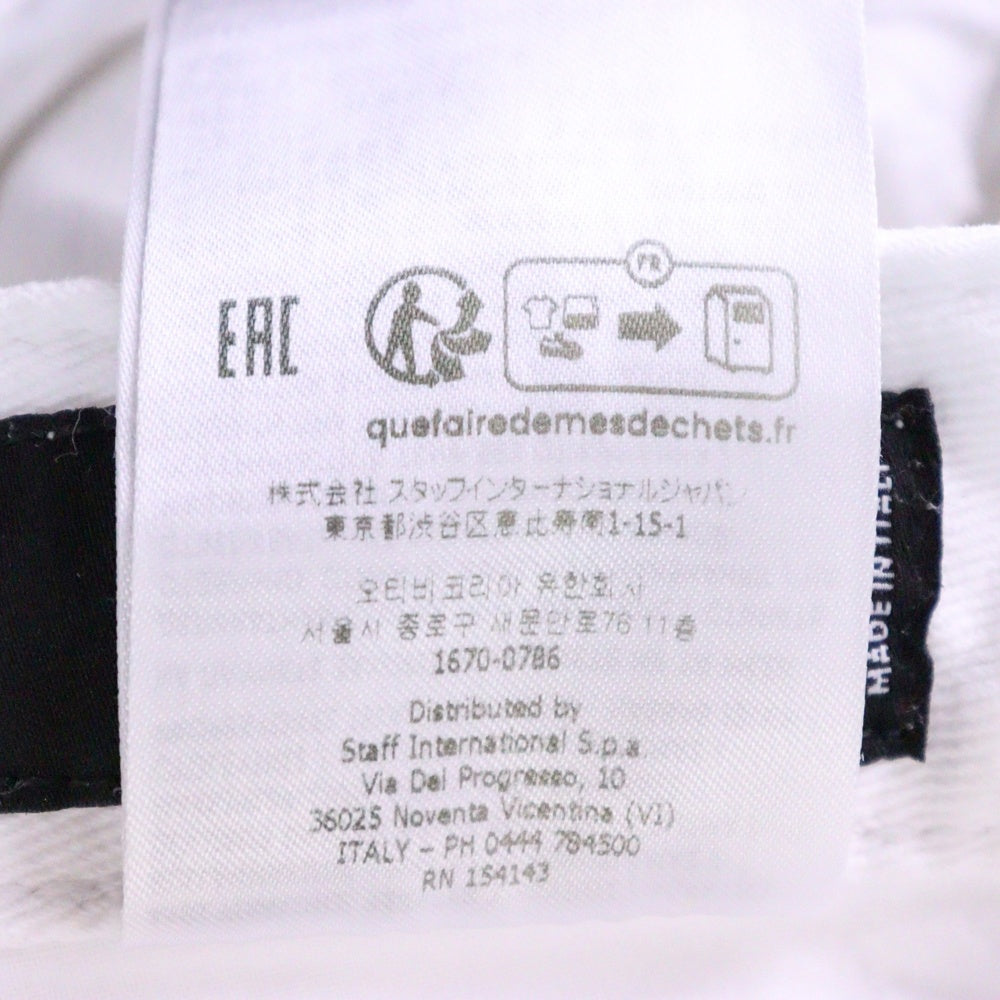 EAC
FR
quefairedemesdechets.fr
株式会社 スタッフインターナショナルジャパン
東京都渋谷区恵比寿南1-15-1
오티비코리아 유한회사
서울시 종로구 새문안로76 11층
1670-0786
Distributed by
Staff International S.p.a.
Via Del Progresso, 10
36025 Noventa Vicentina (VI)
ITALY - PH 0444 784500
RN 154143
MADE IN ITALY